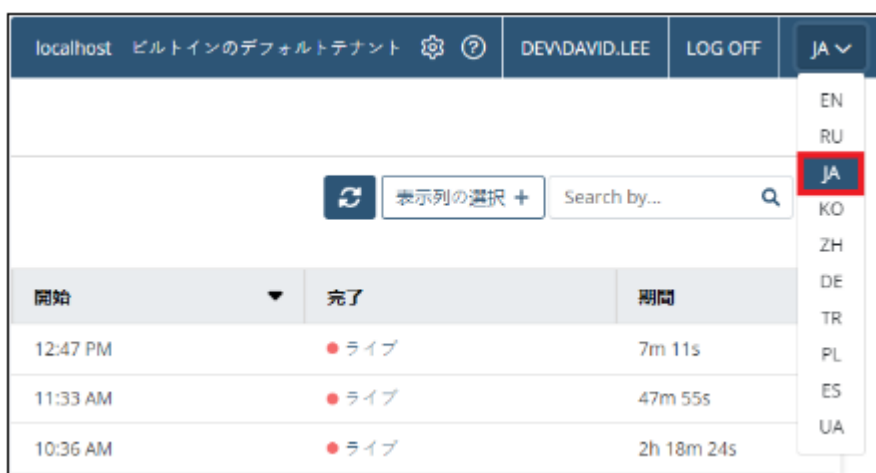 localhost ビルトインのデフォルトテナント DEV\DAVID.LEE LOG OFF JA
EN
RU
JA
KO
ZH
DE
TR
PL
ES
UA
表示列の選択 + Search by...
開始 完了 期間
12:47 PM ライブ 7m 11s
11:33 AM ライブ 47m 55s
10:36 AM ライブ 2h 18m 24s